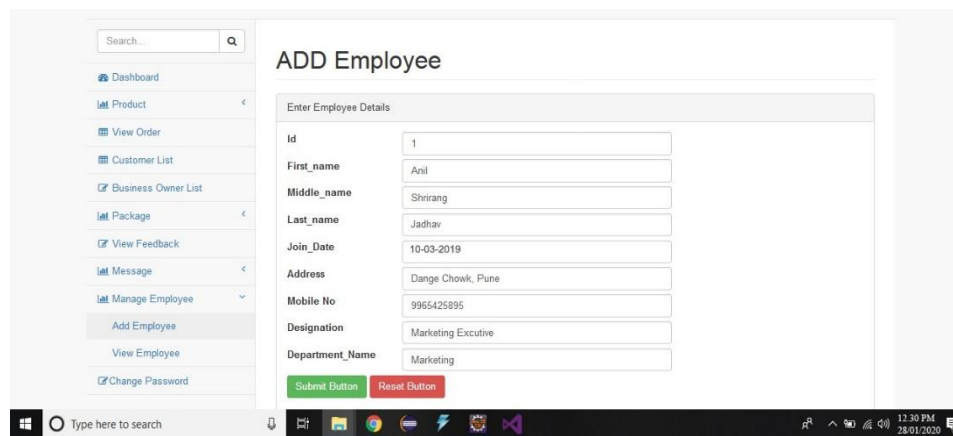 Search...
ADD Employee
Dashboard
Product
Enter Employee Details
View Order
Id 1
Customer List
First_name Anil
Business Owner List
Middle_name Shrirang
Package
Last_name Jadhav
View Feedback
Join_Date 10-03-2019
Message
Address Dange Chowk, Pune
Manage Employee
Mobile No 9965425895
Add Employee
Designation Marketing Excutive
View Employee
Department_Name Marketing
Change Password
Submit Button Reset Button
Type here to search
12.30 PM
28/01/2020